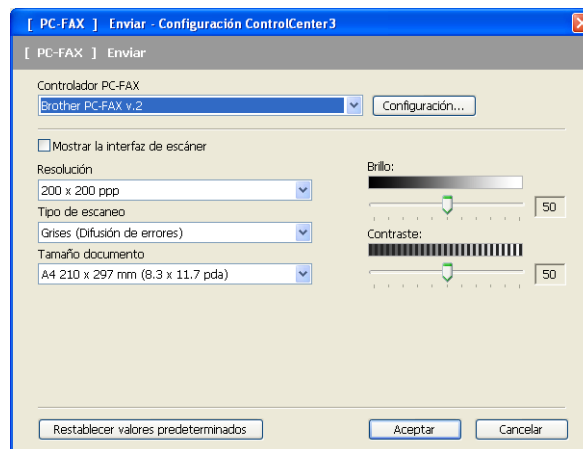 [ PC-FAX ] Enviar - Configuración ControlCenter3
[ PC-FAX ] Enviar
Controlador PC-FAX
Brother PC-FAX v.2
Configuración...
Mostrar la interfaz de escáner
Resolución
200 x 200 ppp
Tipo de escaneo
Grises (Difusión de errores)
Tamaño documento
A4 210 x 297 mm (8.3 x 11.7 pda)
Brillo:
50
Contraste:
50
Restablecer valores predeterminados
Aceptar
Cancelar